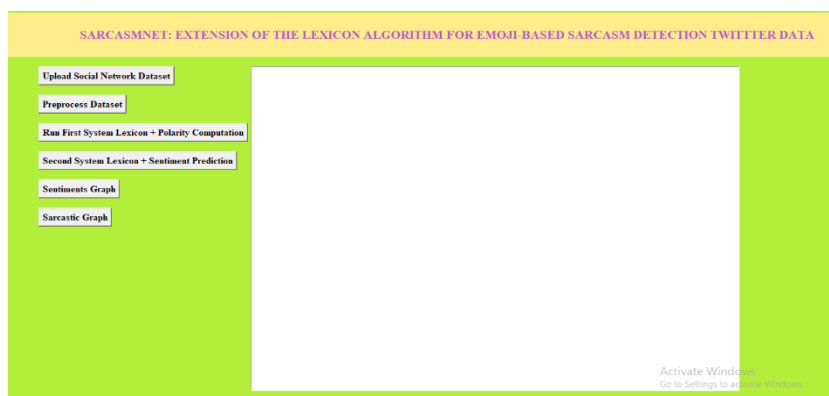 SARCASMNET: EXTENSION OF THE LEXICON ALGORITHM FOR EMOJI-BASED SARCASM DETECTION TWITTTER DATA
Upload Social Network Dataset
Preprocess Dataset
Run First System Lexicon + Polarity Computation
Second System Lexicon + Sentiment Prediction
Sentiments Graph
Sarcastic Graph
Activate Windows
Go to Settings to activate Windows.